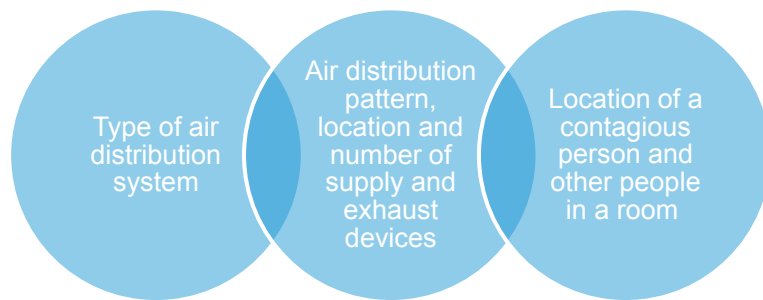 Type of air
distribution
system
Air distribution
pattern,
location and
number of
supply and
exhaust
devices
Location of a
contagious
person and
other people
in a room